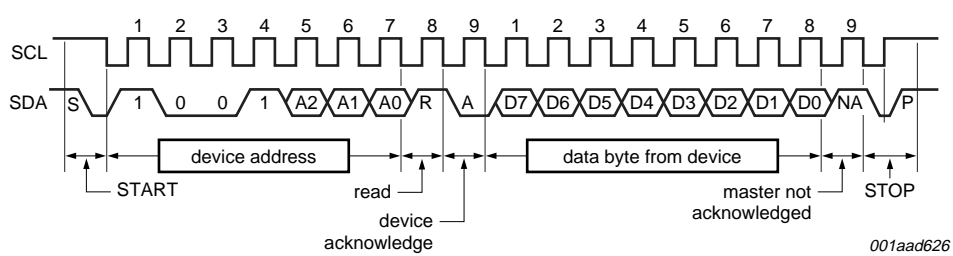 1 2 3 4 5 6 7 8 9 1 2 3 4 5 6 7 8 9
SCL
SDA S 1 0 0 1 A2 A1 A0 R A D7 D6 D5 D4 D3 D2 D1 D0 NA P
device address data byte from device
START read master not STOP
device acknowledged
acknowledge
001aad626